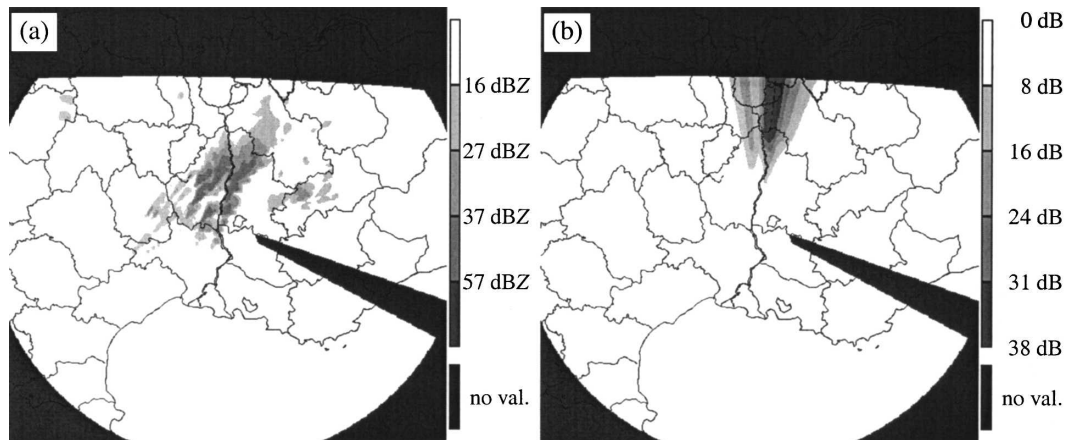 (a)
16 dBZ
27 dBZ
37 dBZ
57 dBZ
no val.
(b)
0 dB
8 dB
16 dB
24 dB
31 dB
38 dB
no val.